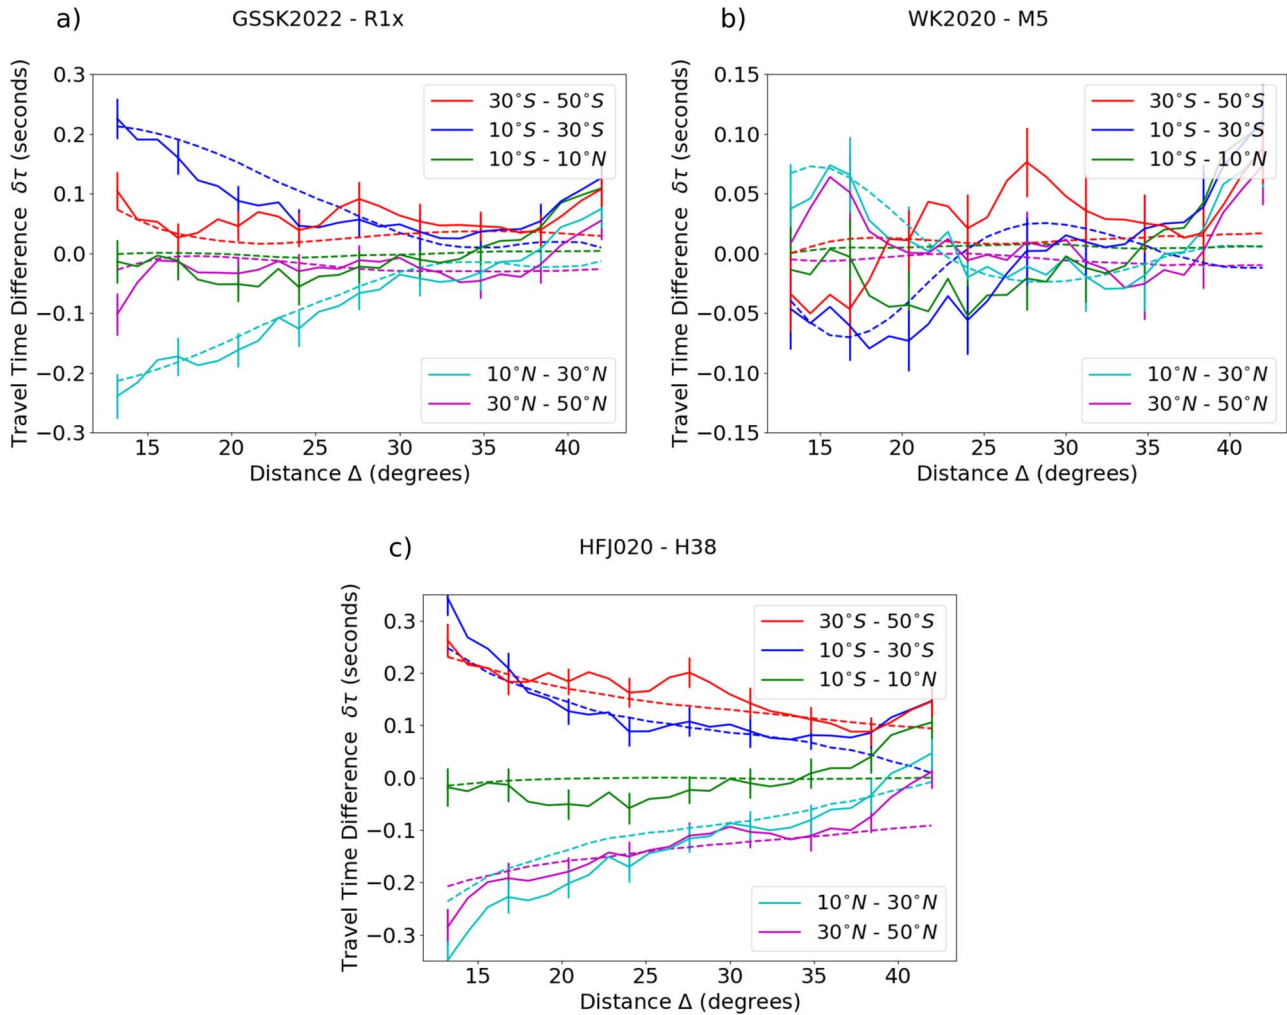 a)
GSSK2022 - R1x
Travel Time Difference δτ (seconds)
0.3
0.2
0.1
0.0
−0.1
−0.2
−0.3
30°S - 50°S
10°S - 30°S
10°S - 10°N
10°N - 30°N
30°N - 50°N
15 20 25 30 35 40
Distance Δ (degrees)
b)
WK2020 - M5
Travel Time Difference δτ (seconds)
0.15
0.10
0.05
0.00
−0.05
−0.10
−0.15
30°S - 50°S
10°S - 30°S
10°S - 10°N
10°N - 30°N
30°N - 50°N
15 20 25 30 35 40
Distance Δ (degrees)
c)
HFJ020 - H38
Travel Time Difference δτ (seconds)
0.3
0.2
0.1
0.0
−0.1
−0.2
−0.3
30°S - 50°S
10°S - 30°S
10°S - 10°N
10°N - 30°N
30°N - 50°N
15 20 25 30 35 40
Distance Δ (degrees)